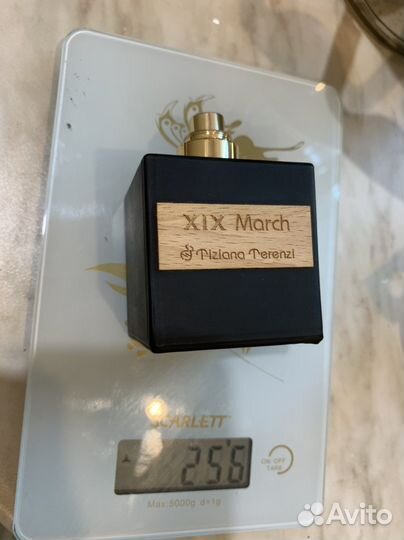 XIX March
Tiziana Terenzi
SCARLETT
256
ON OFF
TARE
Max:5000g d=1g
Avito